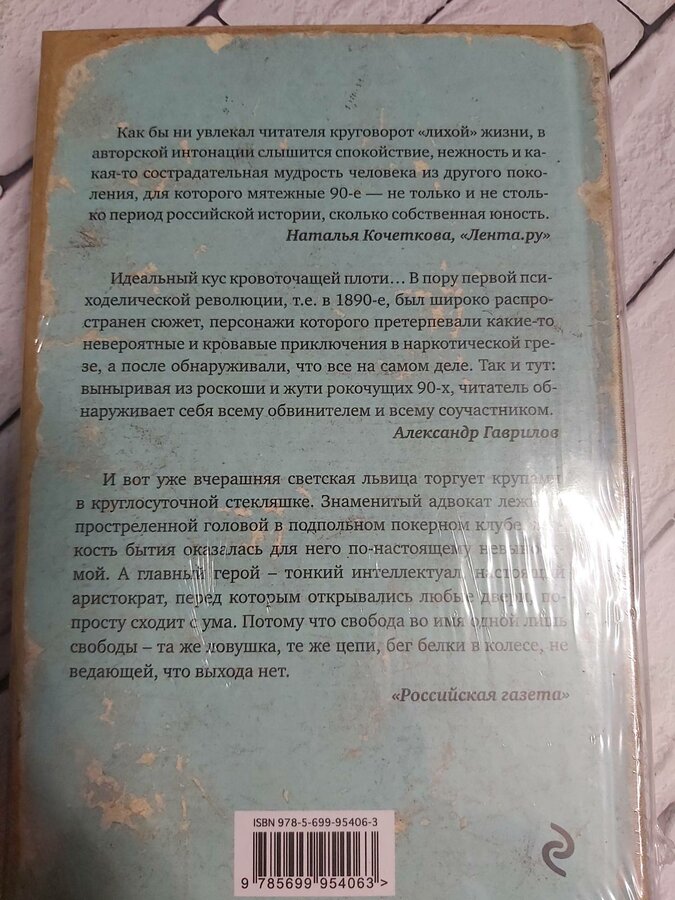 Как бы ни увлекал читателя круговорот «лихой» жизни, в
авторской интонации слышится спокойствие, нежность и ка-
кая-то сострадательная мудрость человека из другого поко-
ления, для которого мятежные 90-е — не только и не столь-
ко период российской истории, сколько собственная юность.
Наталья Кочеткова, «Лента.ру»
Идеальный кус кровоточащей плоти... В пору первой пси-
ходелической революции, т.е. в 1890-е, был широко распро-
странен сюжет, персонажи которого претерпевали какие-то
невероятные и кровавые приключения в наркотической гре-
зе, а после обнаруживали, что все на самом деле. Так и тут:
выныривая из роскоши и жути рокочущих 90-х, читатель об-
наруживает себя всему обвинителем и всему соучастником.
Александр Гаврилов
И вот уже вчерашняя светская львица торгует крупами
в круглосуточной стекляшке. Знаменитый адвокат лежит
простреленной головой в подпольном покерном клубе
кость бытия оказалась для него по-настоящему
мой. А главный герой – тонкий интеллектуал, настоящий
аристократ, перед которым открывались любые двери, по-
просту сходит с ума. Потому что свобода во имя одной лишь
свободы – та же ловушка, те же цепи, бег белки в колесе, не
ведающей, что выхода нет.
«Российская газета»
ISBN 978-5-699-95406-3
9 785699 954063 >